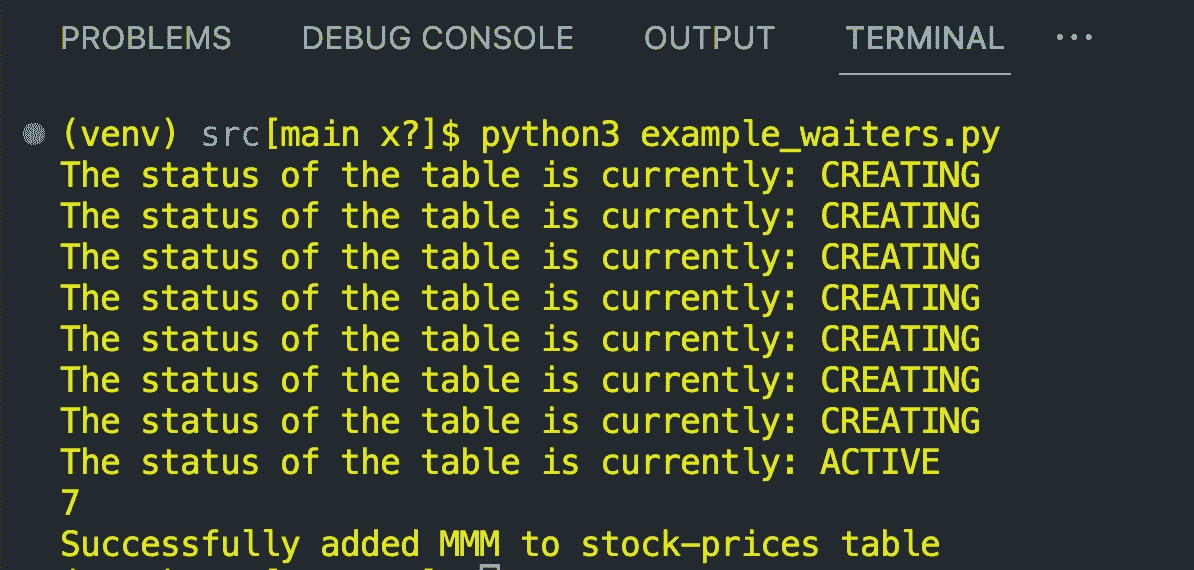 PROBLEMS DEBUG CONSOLE OUTPUT TERMINAL ...
(venv) src[main x?]$ python3 example_waiters.py
The status of the table is currently: CREATING
The status of the table is currently: CREATING
The status of the table is currently: CREATING
The status of the table is currently: CREATING
The status of the table is currently: CREATING
The status of the table is currently: CREATING
The status of the table is currently: CREATING
The status of the table is currently: ACTIVE
7
Successfully added MMM to stock-prices table